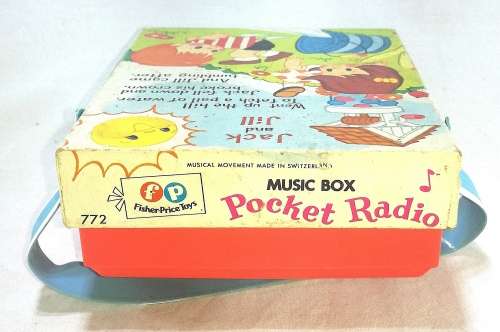 Jack
and
Jill
Went up the hill
To fetch a pail of water.
Jack fell down and
broke his crown
And Jill came
tumbling after.
MUSICAL MOVEMENT MADE IN SWITZERLAND
fp
Fisher-Price Toys
772
MUSIC BOX
Pocket Radio